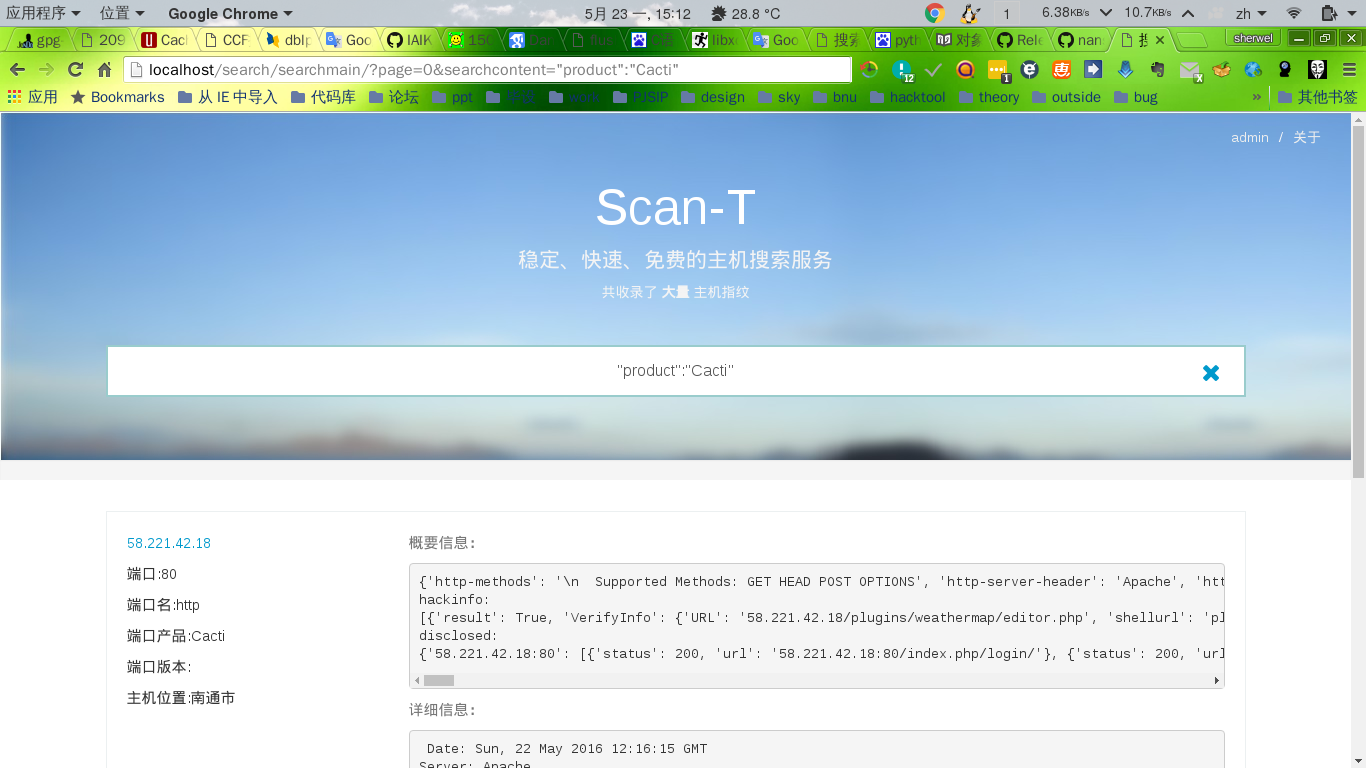 应用程序 位置 Google Chrome 5月 23 一, 15:12 28.8 °C 1 6.38KB/s 10.7KB/s zh
gpg 209 Cac CCF dblp Goo IAIK 150 libxc Goo 搜索 pyth 对象 Rele nan sherwel
localhost/search/searchmain/?page=0&searchcontent="product":"Cacti" 12 1 x
应用 Bookmarks 从 IE 中导入 代码库 论坛 ppt PJSIP design sky bnu hacktool theory outside bug » 其他书签
admin / 关于
Scan-T
稳定、快速、免费的主机搜索服务
共收录了 大量 主机指纹
"product":"Cacti"
58.221.42.18
端口:80
端口名:http
端口产品:Cacti
端口版本:
主机位置:南通市
概要信息:
{'http-methods': '\n  Supported Methods: GET HEAD POST OPTIONS', 'http-server-header': 'Apache', 'htt
hackinfo:
[{'result': True, 'VerifyInfo': {'URL': '58.221.42.18/plugins/weathermap/editor.php', 'shellurl': 'pl
disclosed:
{'58.221.42.18:80': [{'status': 200, 'url': '58.221.42.18:80/index.php/login/'}, {'status': 200, 'url
详细信息:
Date: Sun, 22 May 2016 12:16:15 GMT
Server: Apache